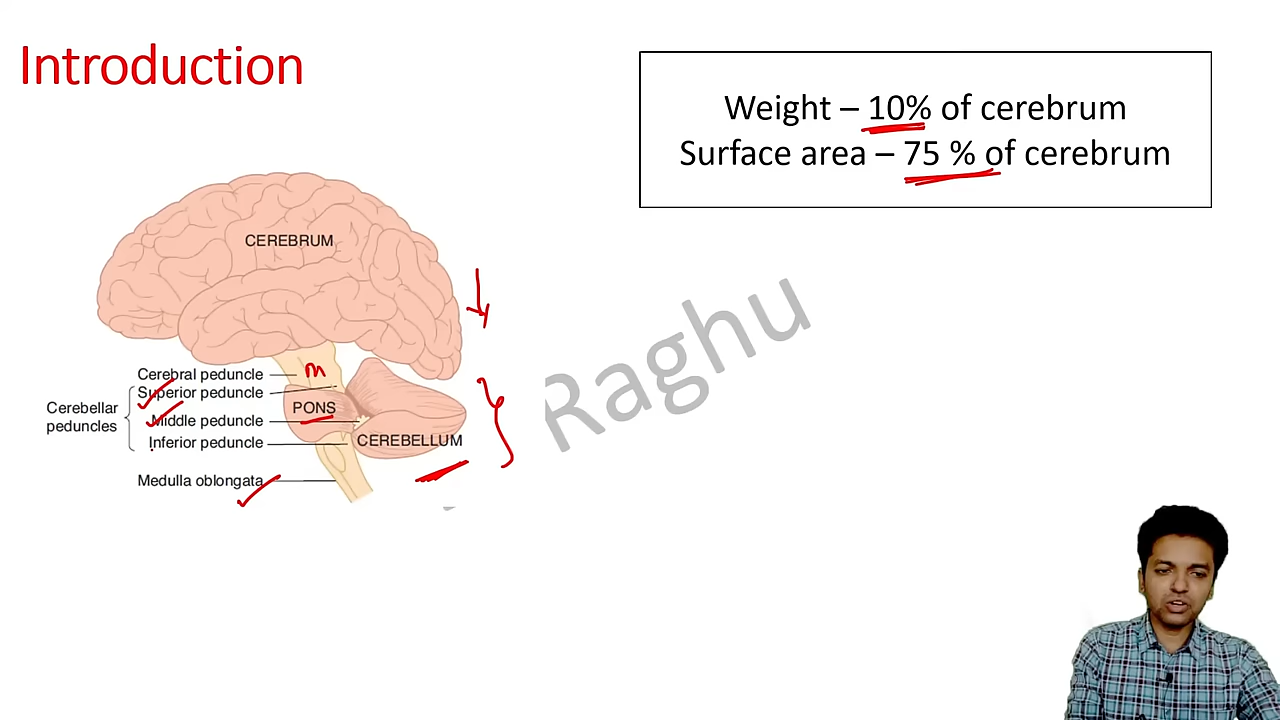 Introduction
Weight – 10% of cerebrum
Surface area – 75 % of cerebrum
CEREBRUM
Cerebral peduncle
m
Superior peduncle
Cerebellar
peduncles
PONS
Middle peduncle
CEREBELLUM
Inferior peduncle
Medulla oblongata
Raghu